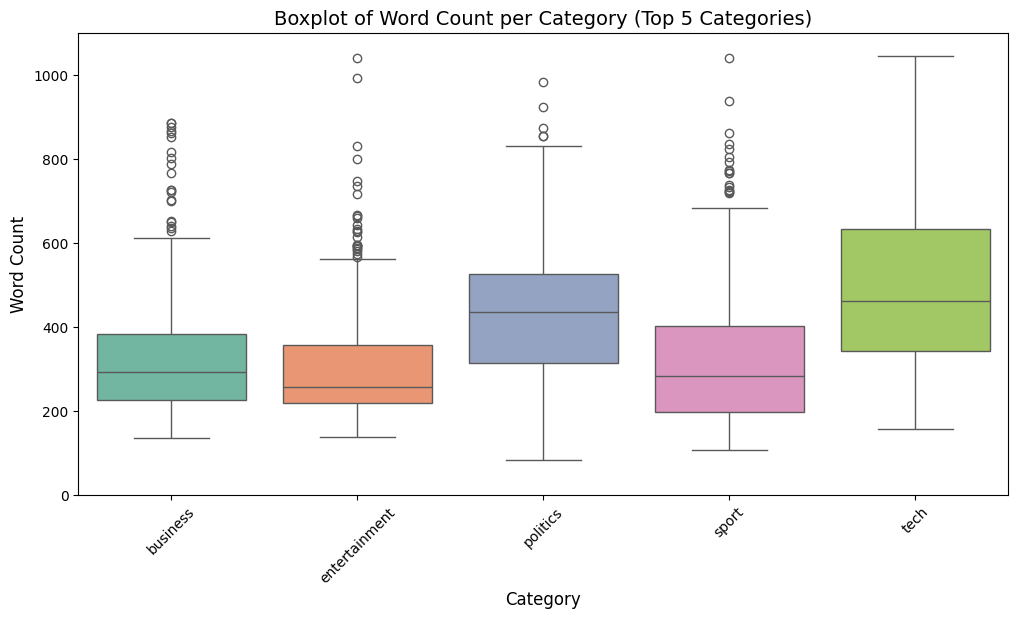 Boxplot of Word Count per Category (Top 5 Categories)
Word Count
1000
800
600
400
200
0
business
entertainment
politics
sport
tech
Category